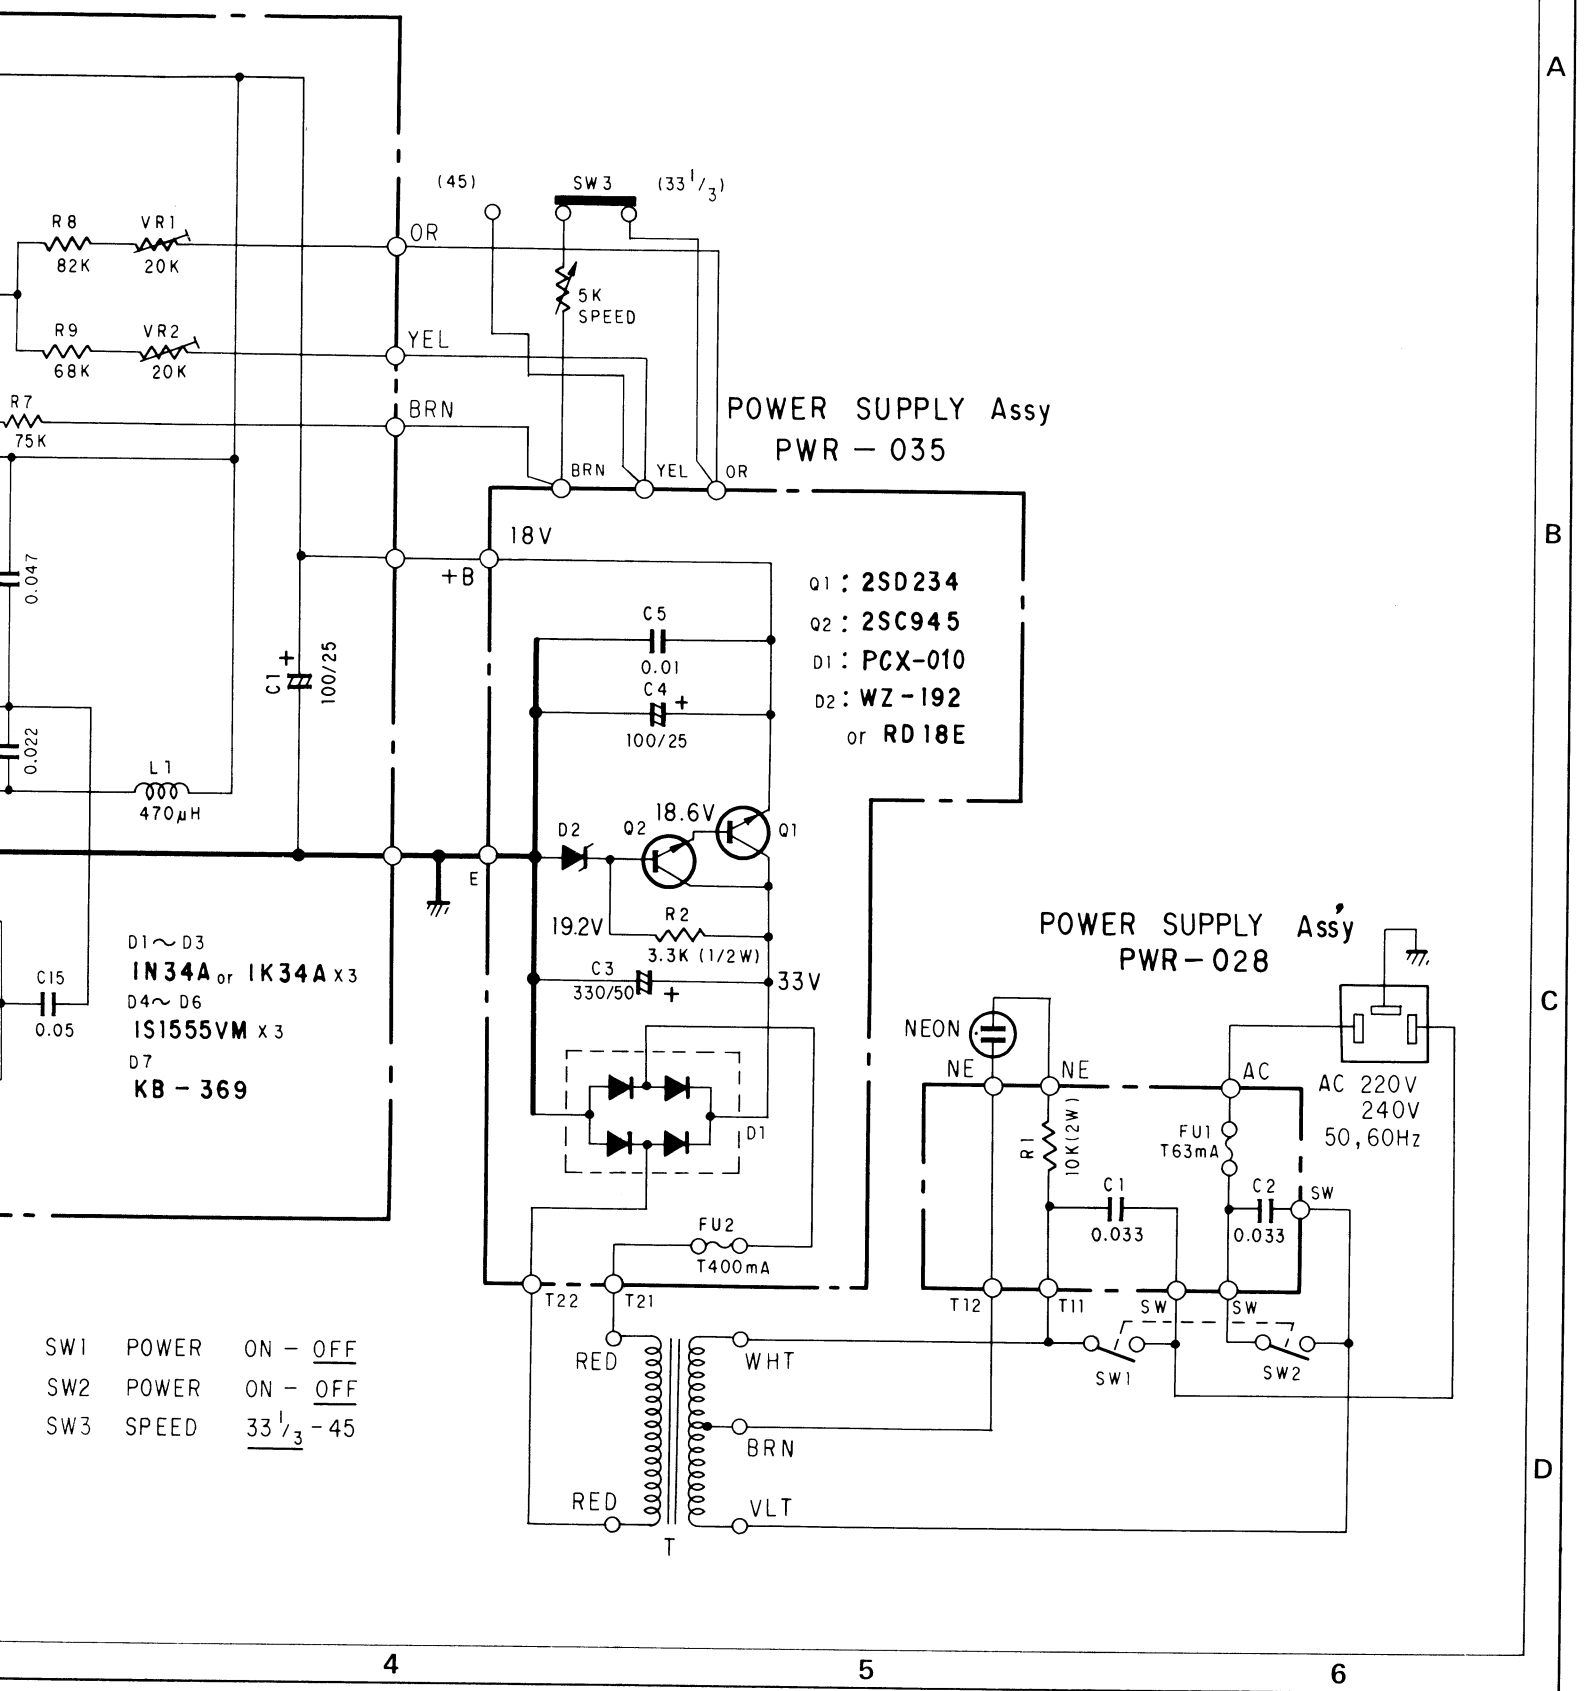 A
(45)
SW3
(33 1/3)
R8
VR1
OR
82K
20K
5K
SPEED
R9
VR2
YEL
68K
20K
R7
BRN
75K
POWER SUPPLY Assy
PWR-035
BRN
YEL
OR
18V
B
+B
0.047
Q1 : 2SD234
Q2 : 2SC945
D1 : PCX-010
D2 : WZ-192
or RD18E
C5
0.01
C4
+
100/25
+
C1
100/25
0.022
L1
470μH
18.6V
D2
Q2
Q1
E
19.2V
R2
3.3K (1/2W)
C3
330/50
+
33V
D1~D3
1N34A or 1K34A x3
D4~D6
1S1555VM x3
D7
KB-369
C15
0.05
POWER SUPPLY Ass'y
PWR-028
C
NEON
NE
NE
AC
AC 220V
240V
50,60Hz
D1
R1
10K(2W)
FU1
T63mA
C1
0.033
C2
0.033
SW
FU2
T400mA
T22
T21
T12
T11
SW
SW
SW1 POWER ON - OFF
SW2 POWER ON - OFF
SW3 SPEED 33 1/3 - 45
RED
WHT
SW1
SW2
BRN
D
RED
VLT
T
4
5
6